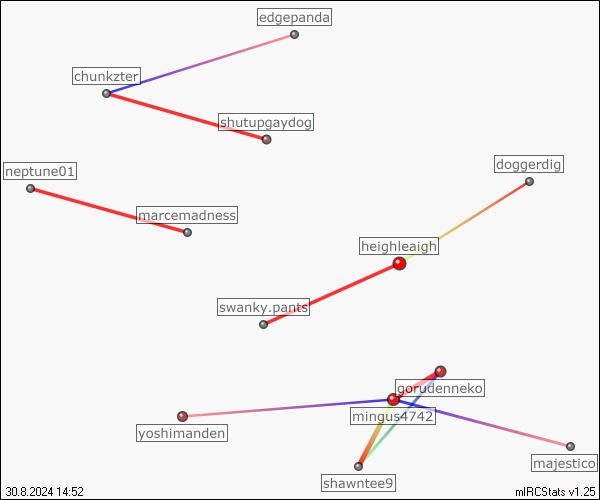 edgepanda
chunkzter
shutupgaydog
doggerdig
neptune01
marcemadness
heighleaigh
swanky.pants
gorudenneko
mingus4742
yoshimanden
majestico
shawntee9
30.8.2024 14:52
mIRCStats v1.25